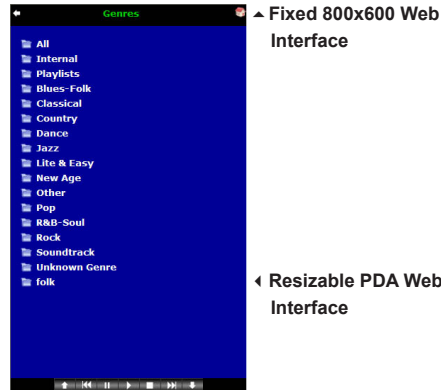 Genres
All
Internal
Playlists
Blues-Folk
Classical
Country
Dance
Jazz
Lite & Easy
New Age
Other
Pop
R&B-Soul
Rock
Soundtrack
Unknown Genre
folk
Fixed 800x600 Web
Interface
Resizable PDA Web
Interface